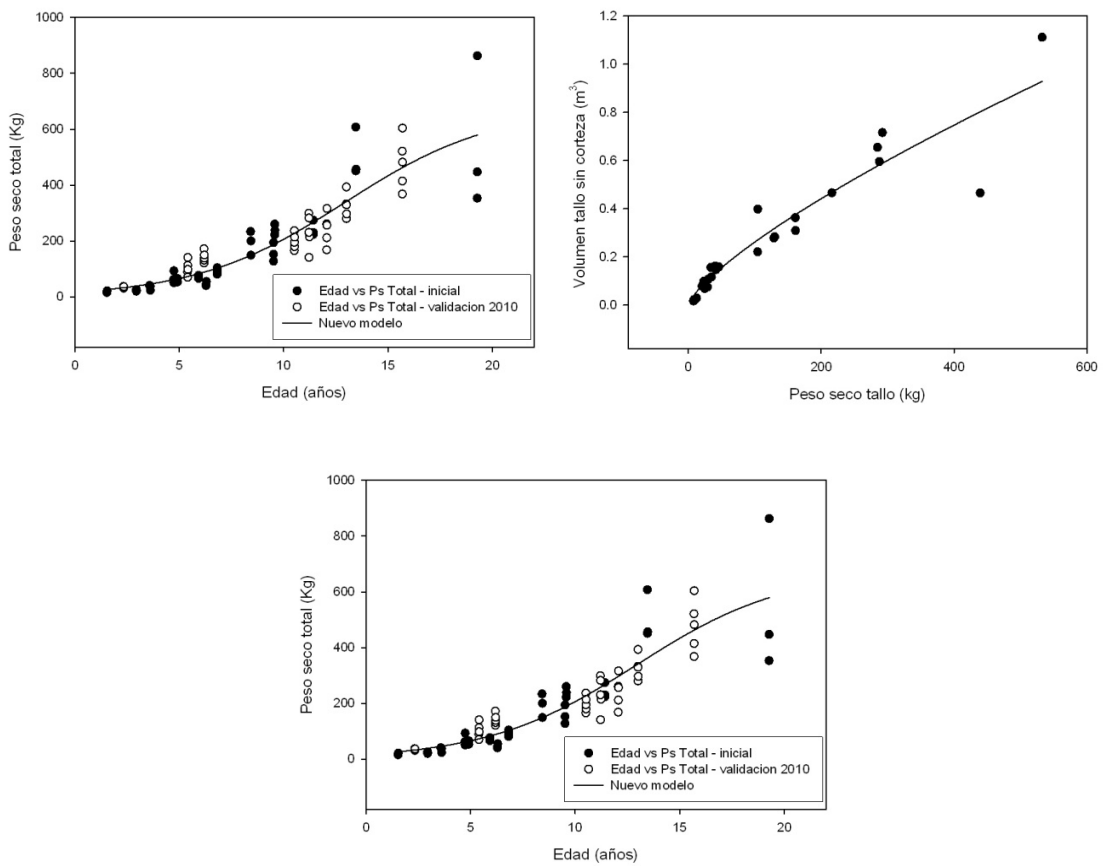 1000
800
600
400
200
0
Peso seco total (Kg)
Edad vs Ps Total - inicial
Edad vs Ps Total - validacion 2010
Nuevo modelo
0 5 10 15 20
Edad (años)
1.2
1.0
0.8
0.6
0.4
0.2
0.0
Volumen tallo sin corteza (m³)
0 200 400 600
Peso seco tallo (kg)
1000
800
600
400
200
0
Peso seco total (Kg)
Edad vs Ps Total - inicial
Edad vs Ps Total - validacion 2010
Nuevo modelo
0 5 10 15 20
Edad (años)